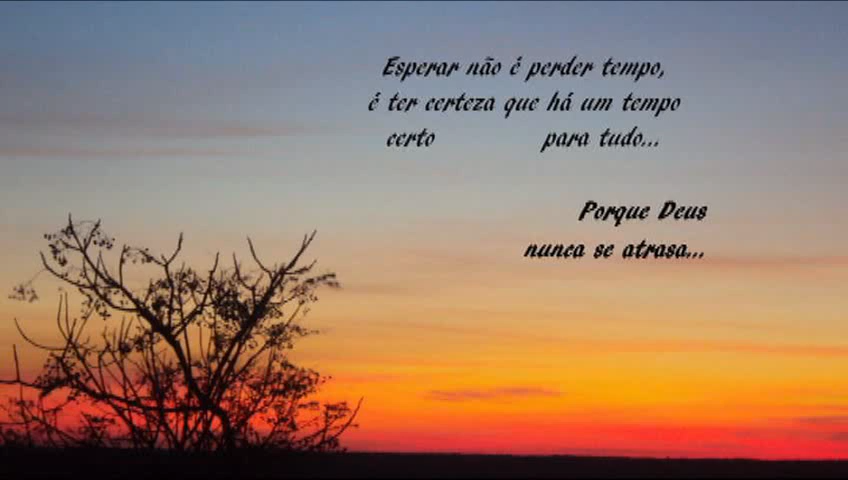 Esperar não é perder tempo,
é ter certeza que há um tempo
certo para tudo...
Porque Deus
nunca se atrasa...